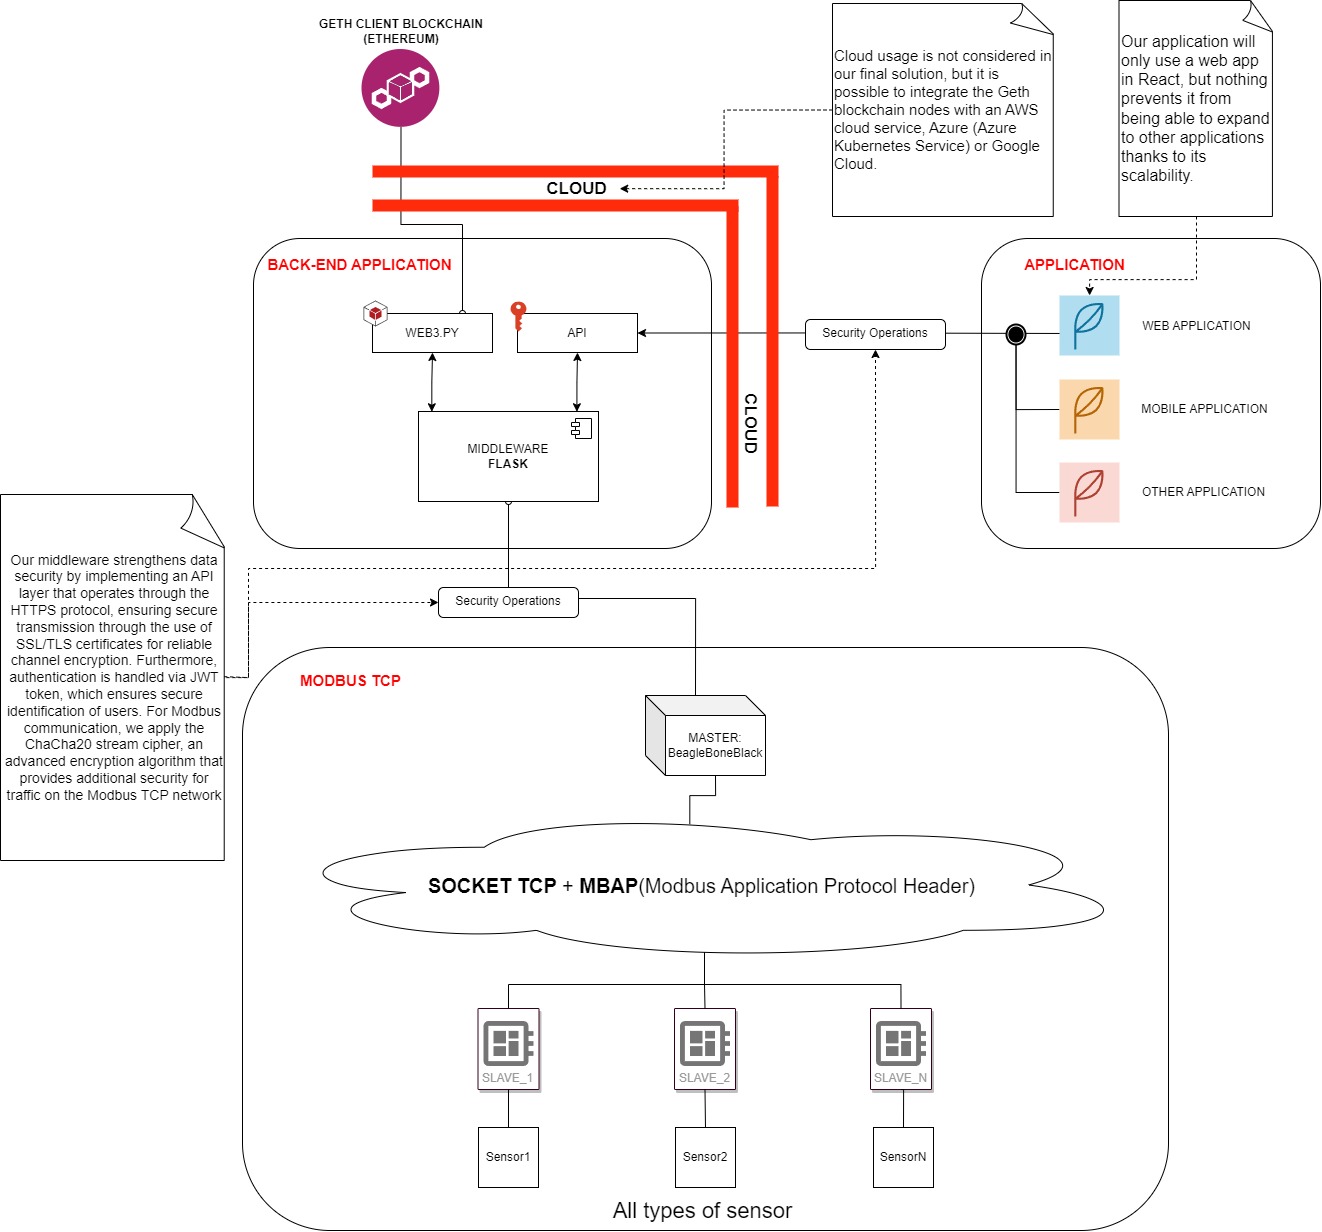 GETH CLIENT BLOCKCHAIN
(ETHEREUM)
Cloud usage is not considered in
our final solution, but it is
possible to integrate the Geth
blockchain nodes with an AWS
cloud service, Azure (Azure
Kubernetes Service) or Google
Cloud.
Our application will
only use a web app
in React, but nothing
prevents it from
being able to expand
to other applications
thanks to its
scalability.
CLOUD
BACK-END APPLICATION
APPLICATION
WEB3.PY
API
Security Operations
WEB APPLICATION
CLOUD
MOBILE APPLICATION
MIDDLEWARE
FLASK
OTHER APPLICATION
Our middleware strengthens data
security by implementing an API
layer that operates through the
HTTPS protocol, ensuring secure
transmission through the use of
SSL/TLS certificates for reliable
channel encryption. Furthermore,
authentication is handled via JWT
token, which ensures secure
identification of users. For Modbus
communication, we apply the
ChaCha20 stream cipher, an
advanced encryption algorithm that
provides additional security for
traffic on the Modbus TCP network
Security Operations
MODBUS TCP
MASTER:
BeagleBoneBlack
SOCKET TCP + MBAP(Modbus Application Protocol Header)
SLAVE_1
SLAVE_2
SLAVE_N
Sensor1
Sensor2
SensorN
All types of sensor